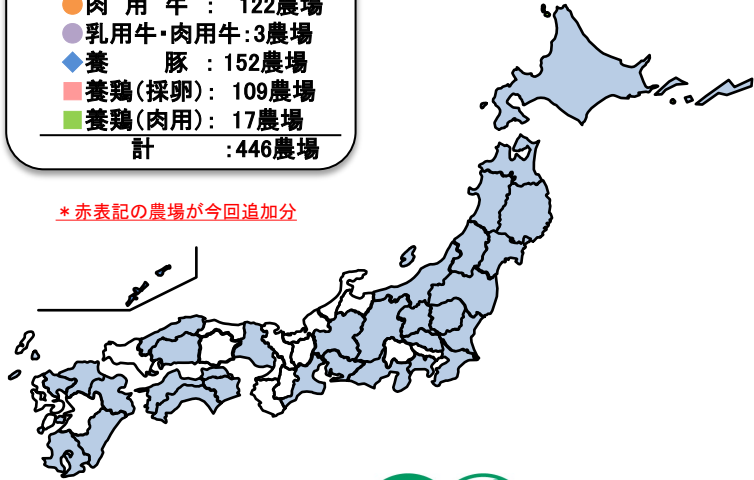 肉 用 牛 : 122農場
乳用牛・肉用牛:3農場
養 豚 : 152農場
養鶏(採卵): 109農場
養鶏(肉用): 17農場
計 :446農場
*赤表記の農場が今回追加分